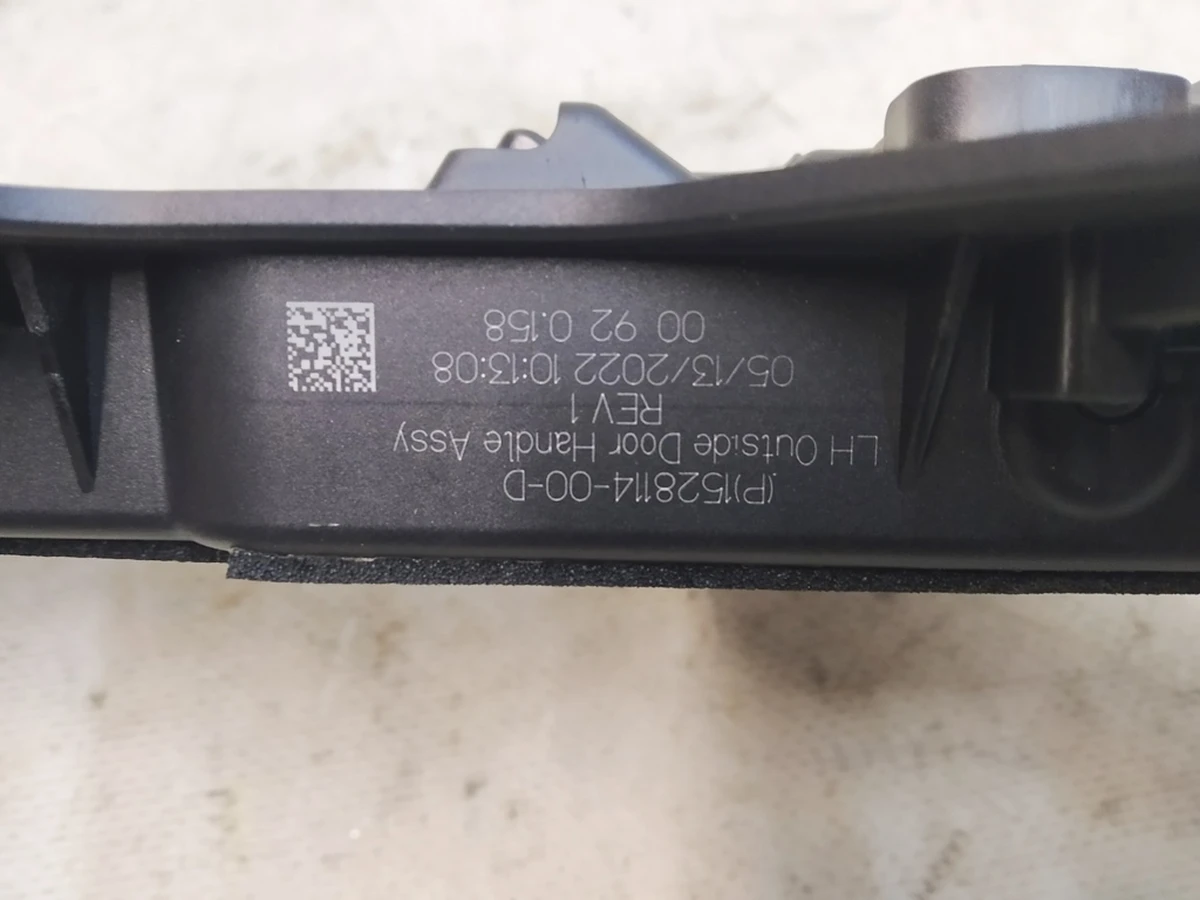 (P)1528114-00-D
LH Outside Door Handle Assy
REV 1
05/13/2022 10:13:08
00 92 0.158